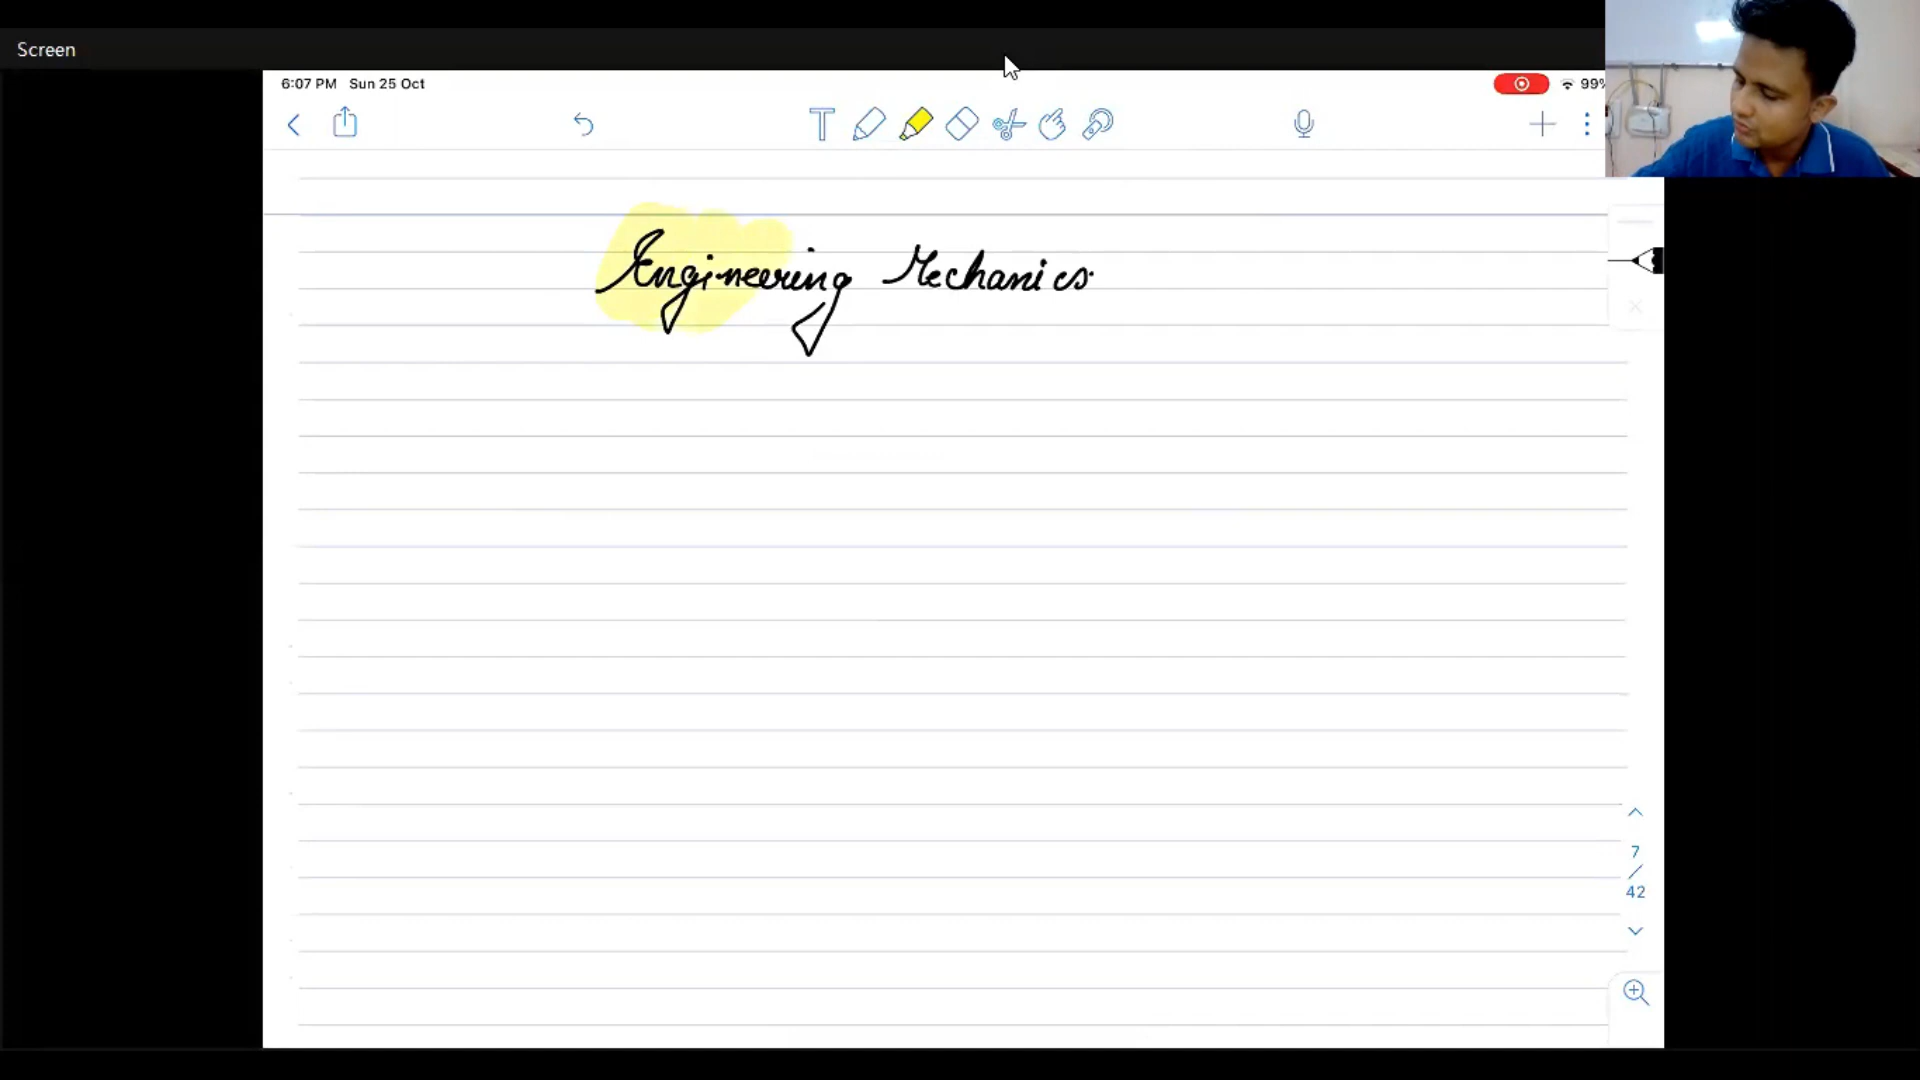 Screen
6:07 PM Sun 25 Oct
99%
T
Engineering Mechanics
7
/
42